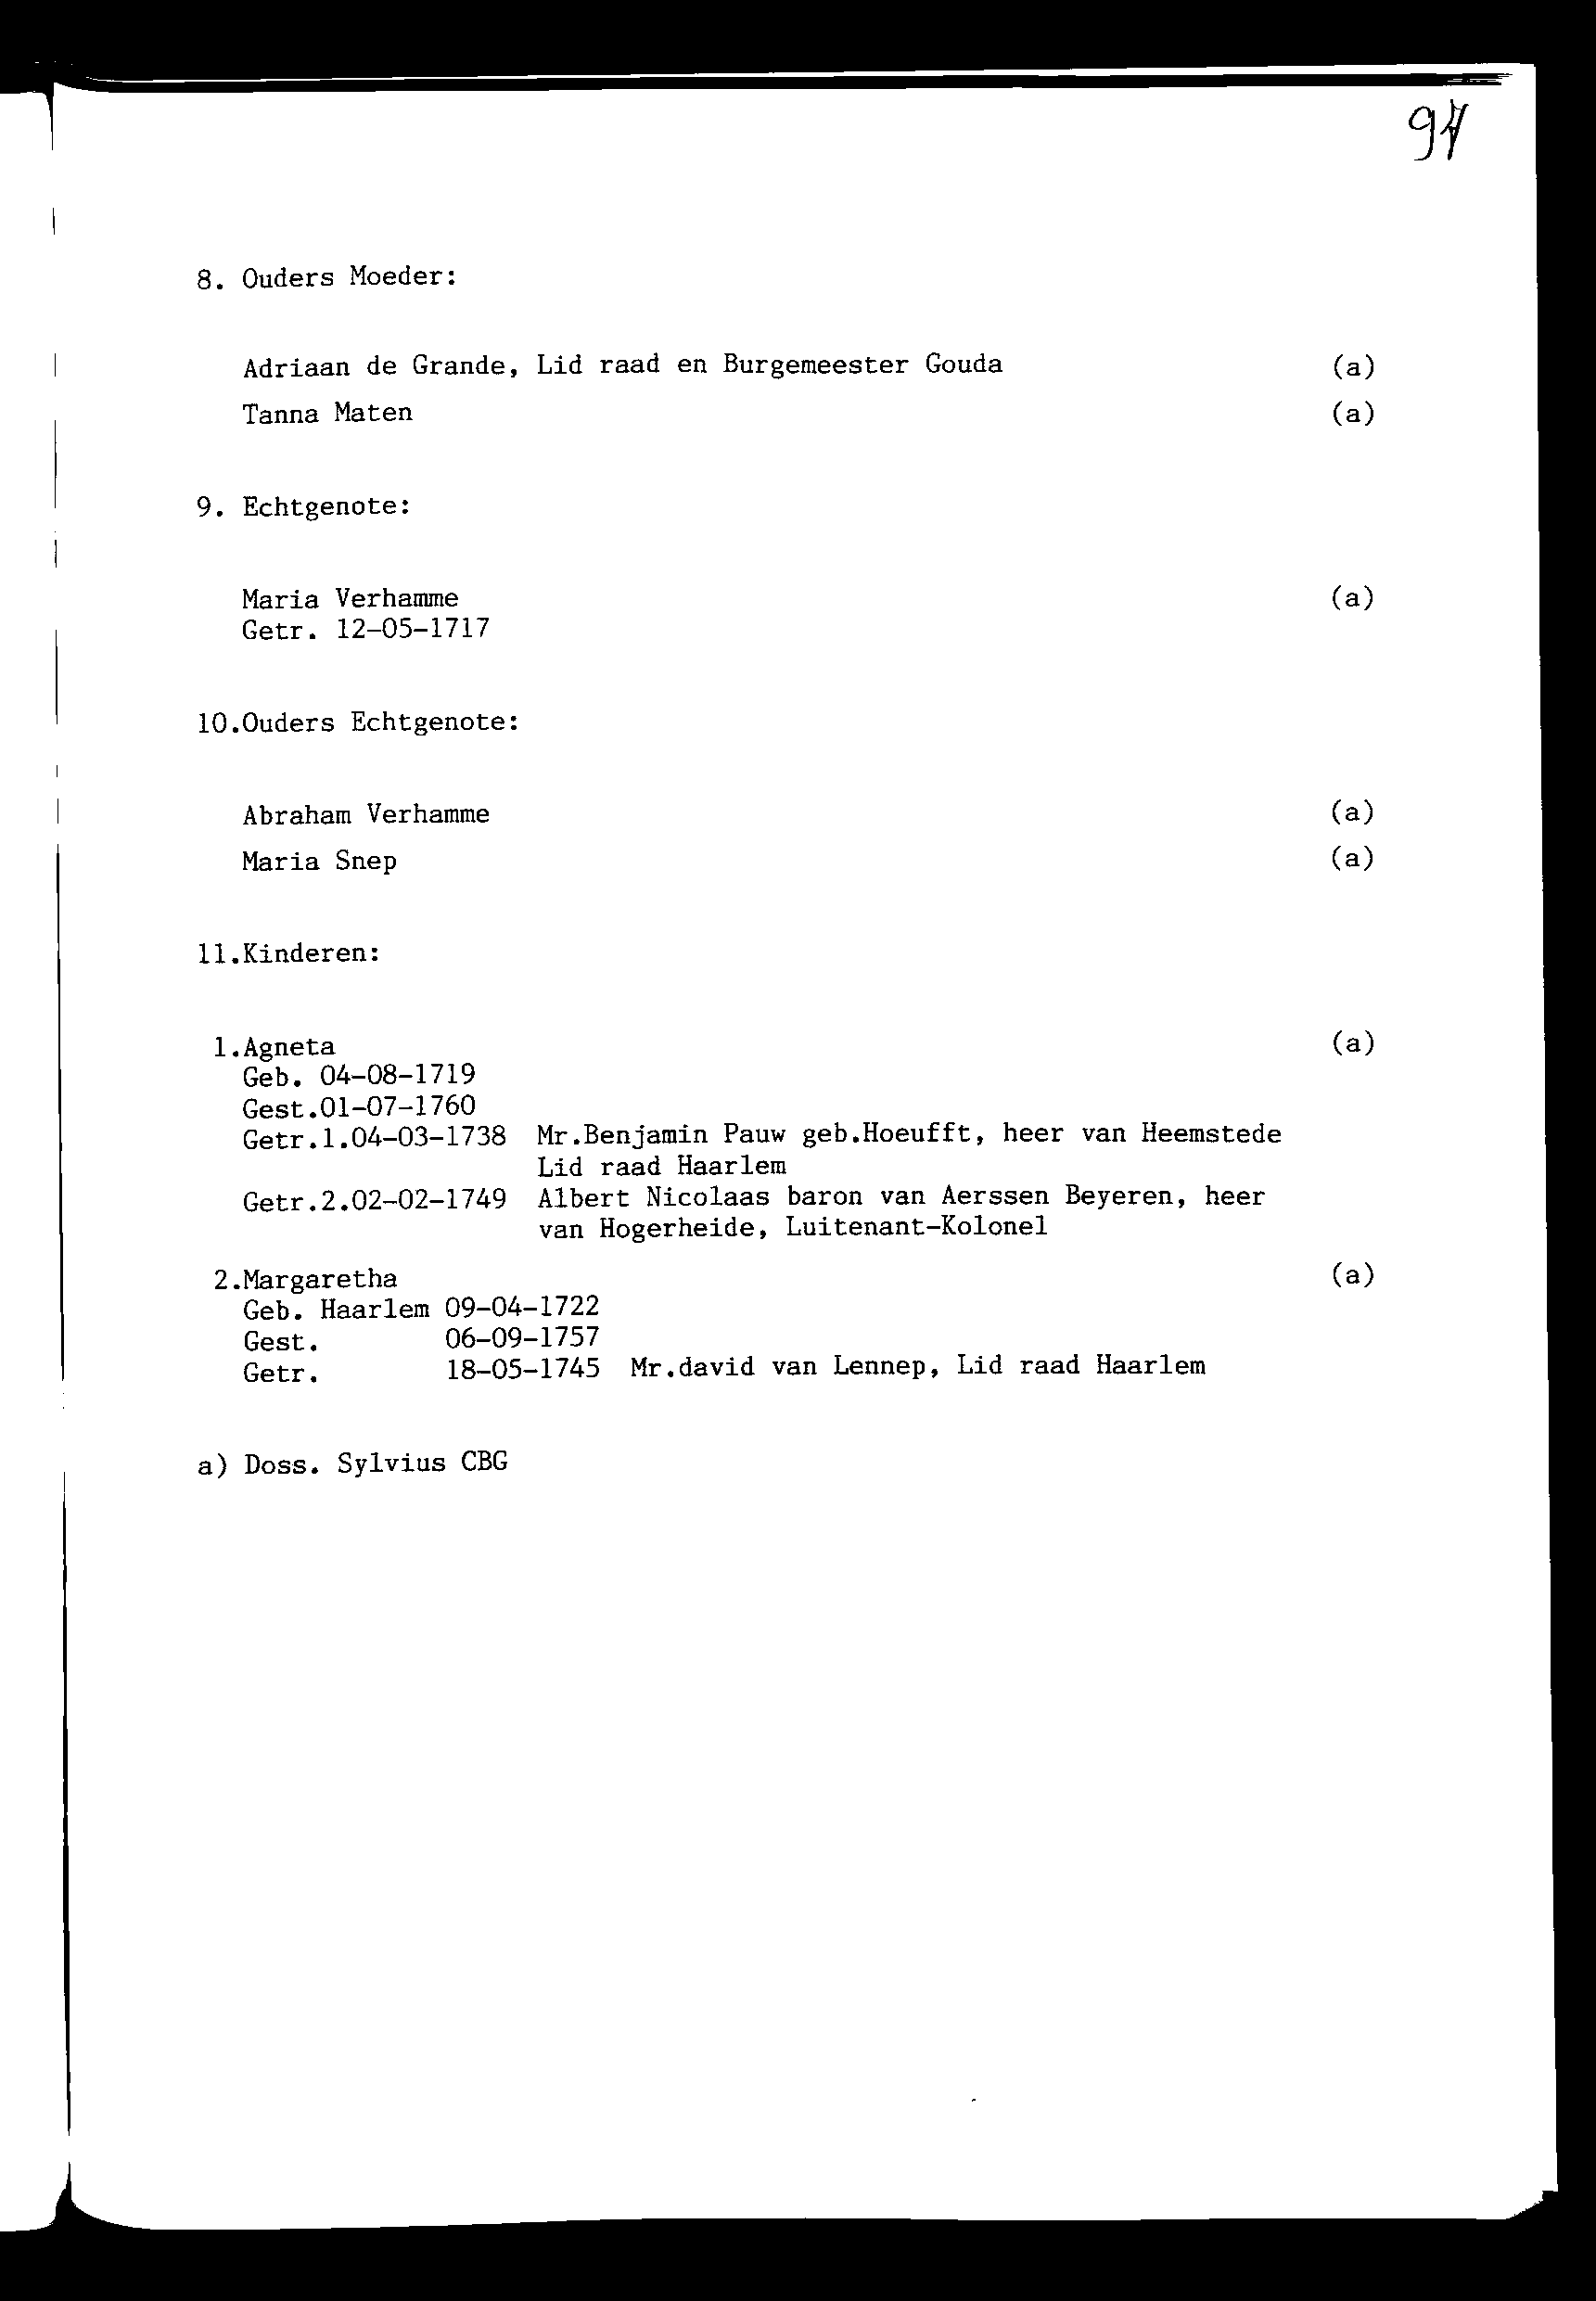 8. Ouders Moeder:
Adriaan de Grande, Lid raad en Burgemeester Gouda (a)
Tanna Maten (a)
9. Echtgenote:
Maria Verhamme (a)
Getr. 12-05-1717
10.Ouders Echtgenote:
Abraham Verhamme (a)
Maria Snep (a)
11.Kinderen:
1.Agneta (a)
Geb. 04-08-1719
Gest.01-07-1760
Getr.1.04-03-1738 Mr.Benjamin Pauw geb.Hoeufft, heer van Heemstede
Lid raad Haarlem
Getr.2.02-02-1749 Albert Nicolaas baron van Aerssen Beyeren, heer
van Hogerheide, Luitenant-Kolonel
2.Margaretha (a)
Geb. Haarlem 09-04-1722
Gest. 06-09-1757
Getr. 18-05-1745 Mr.david van Lennep, Lid raad Haarlem
a) Doss. Sylvius CBG